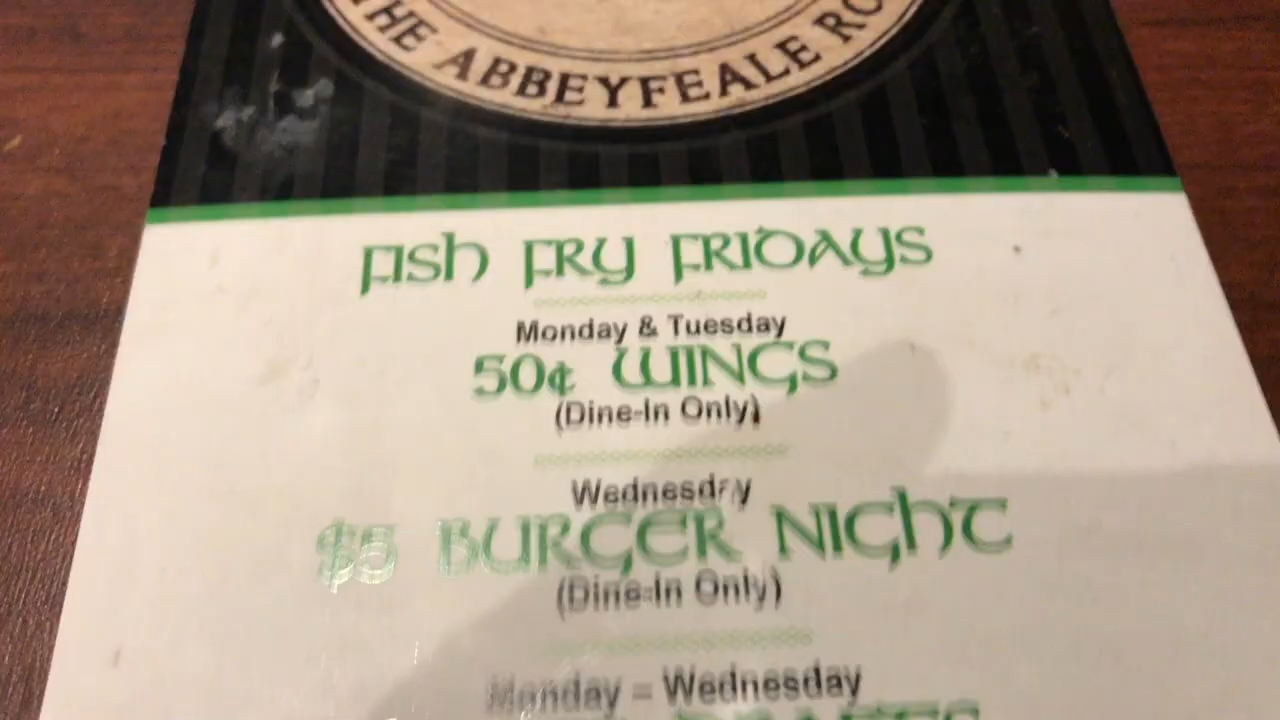 THE ABBEYFEALE
FISH FRY FRIDAYS
Monday & Tuesday
50¢ WINGS
(Dine-In Only)
Wednesday
$5 BURGER NIGHT
(Dine-In Only)
Monday - Wednesday